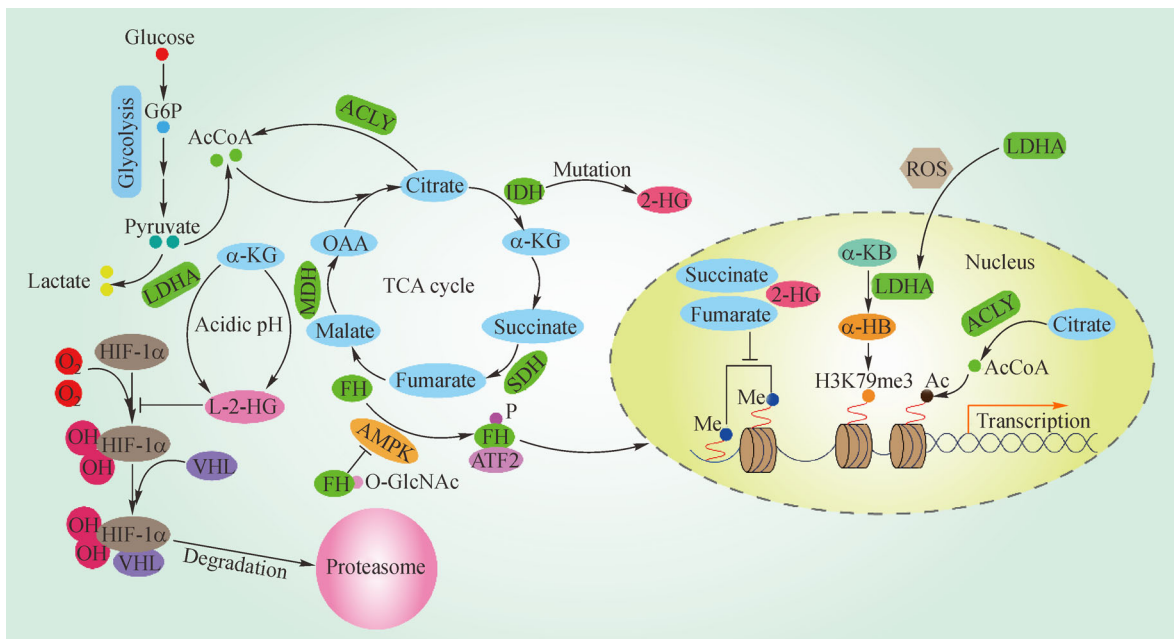 Glucose
Glycolysis
G6P
AcCoA
ACLY
Pyruvate
Lactate
LDHA
α-KG
Acidic pH
L-2-HG
Citrate
IDH
Mutation
2-HG
α-KG
OAA
TCA cycle
MDH
Malate
Succinate
SDH
Fumarate
FH
AMPK
FH
O-GlcNAc
P
FH
ATF2
O₂
O₂
HIF-1α
OH
OH
HIF-1α
VHL
OH
OH
HIF-1α
VHL
Degradation
Proteasome
ROS
LDHA
Nucleus
Succinate
2-HG
Fumarate
α-KB
LDHA
α-HB
H3K79me3
ACLY
Citrate
AcCoA
Ac
Me
Me
Transcription